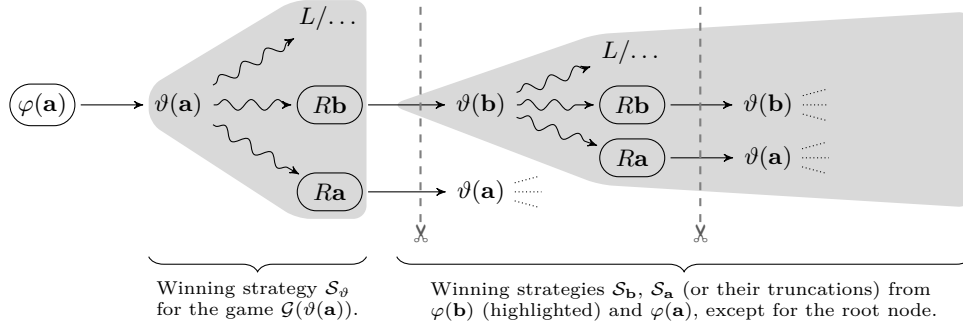 L/...
L/...
φ(𝐚) ϑ(𝐚) R𝐛 ϑ(𝐛) R𝐛 ϑ(𝐛)
R𝐚 ϑ(𝐚)
R𝐚 ϑ(𝐚)
Winning strategy 𝒮_ϑ
for the game 𝒢(ϑ(𝐚)).
Winning strategies 𝒮_𝐛, 𝒮_𝐚 (or their truncations) from
φ(𝐛) (highlighted) and φ(𝐚), except for the root node.